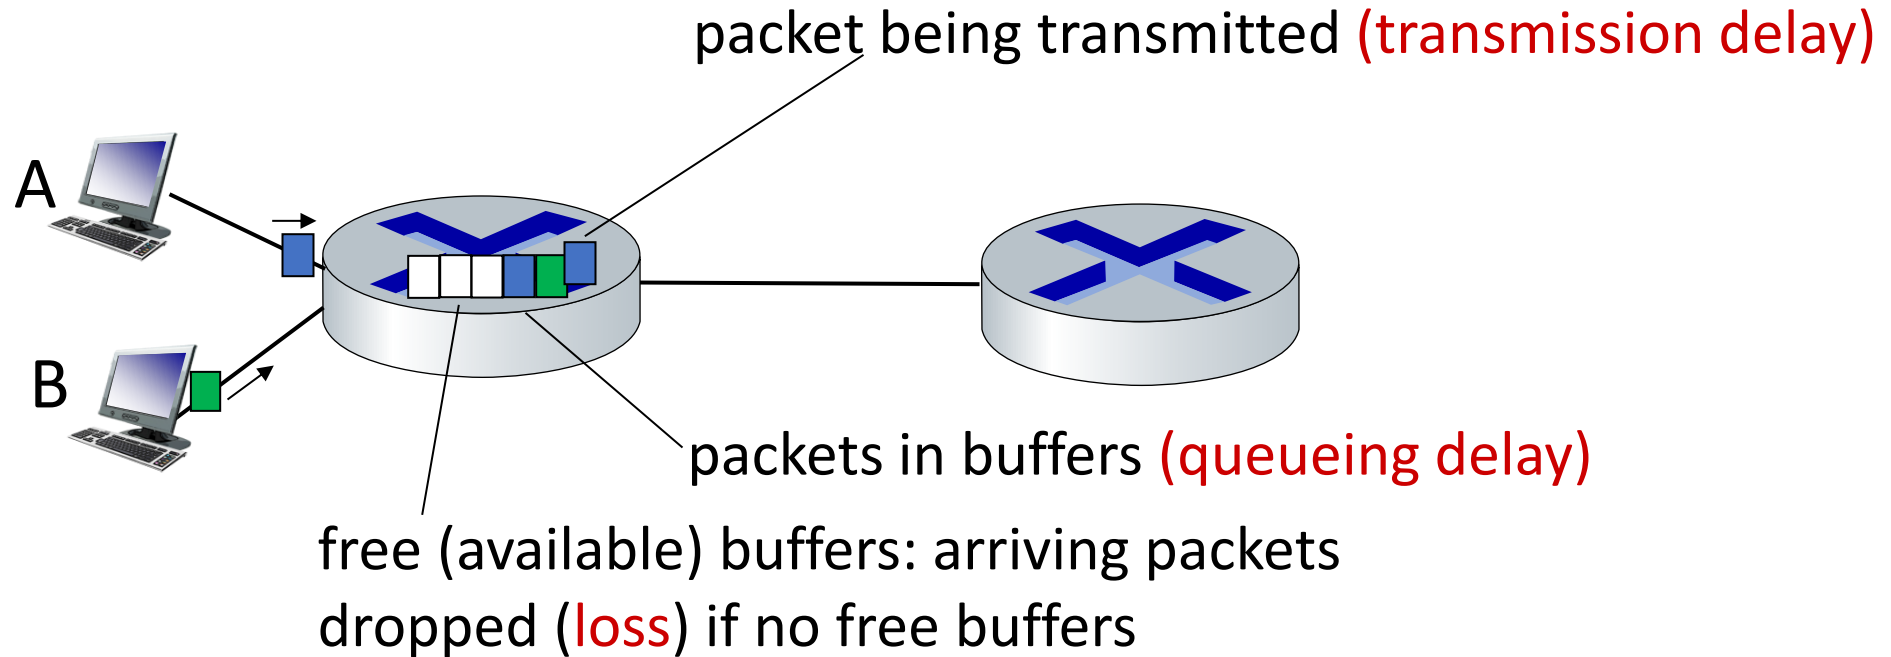 packet being transmitted (transmission delay)
A
B
packets in buffers (queueing delay)
free (available) buffers: arriving packets
dropped (loss) if no free buffers